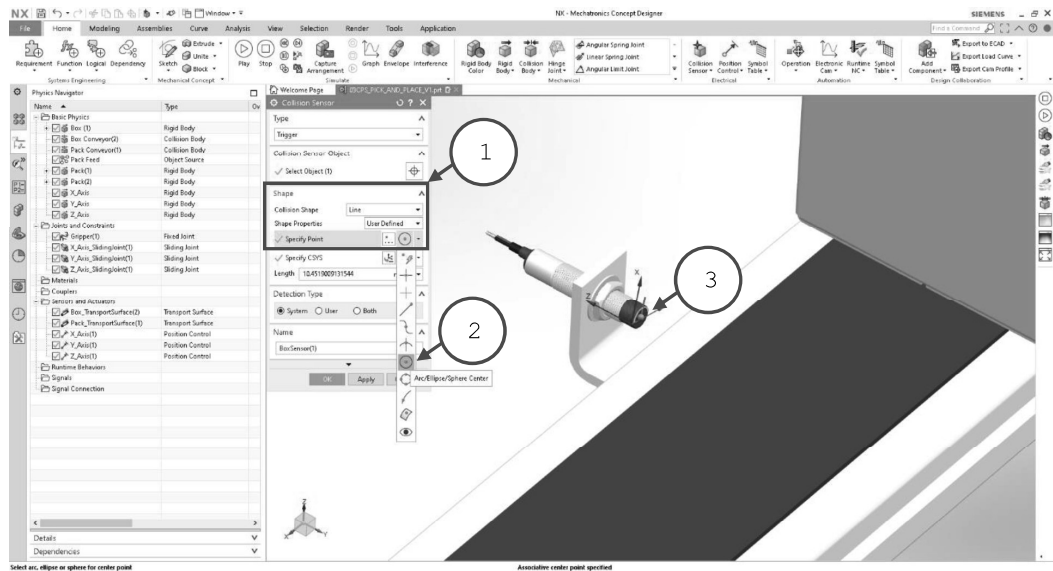 NX
Window
NX - Mechatronics Concept Designer
SIEMENS
File Home Modeling Assemblies Curve Analysis View Selection Render Tools Application
Find a Command
Requirement Function Logical Dependency
Systems Engineering
Sketch
Extrude
Unite
Block
Mechanical Concept
Play Stop
Capture Arrangement
Graph Envelope Interference
Simulate
Rigid Body Color
Rigid Body
Collision Body
Hinge Joint
Angular Spring Joint
Linear Spring Joint
Angular Limit Joint
Mechanical
Collision Sensor
Position Control
Symbol Table
Electrical
Operation
Electronic Cam
Runtime NC
Symbol Table
Automation
Add Component
Export to ECAD
Export Load Curve
Export Cam Profile
Design Collaboration
Physics Navigator
Name Type Ow
Basic Physics
Box (1) Rigid Body
Box Conveyor(2) Collision Body
Pack Conveyor(1) Collision Body
Pack Feed Object Source
Pack(1) Rigid Body
Pack(2) Rigid Body
X_Axis Rigid Body
Y_Axis Rigid Body
Z_Axis Rigid Body
Joints and Constraints
Gripper(1) Fixed Joint
X_Axis_SlidingJoint(1) Sliding Joint
Y_Axis_SlidingJoint(1) Sliding Joint
Z_Axis_SlidingJoint(1) Sliding Joint
Materials
Couplers
Sensors and Actuators
Box_TransportSurface(2) Transport Surface
Pack_TransportSurface(1) Transport Surface
X_Axis(1) Position Control
Y_Axis(1) Position Control
Z_Axis(1) Position Control
Runtime Behaviors
Signals
Signal Connection
Details
Dependencies
Welcome Page
Collision Sensor
Type
Trigger
Collision Sensor Object
Select Object (1)
Shape
Collision Shape Line
Shape Properties User Defined
Specify Point
Specify CSYS
Length 10.4519029131544
Detection Type
System User Both
Name
BoxSensor(1)
OK Apply
Arc/Ellipse/Sphere Center
1
2
3
X
Z
Z
X
Y
Select arc, ellipse or sphere for center point
Associative center point specified